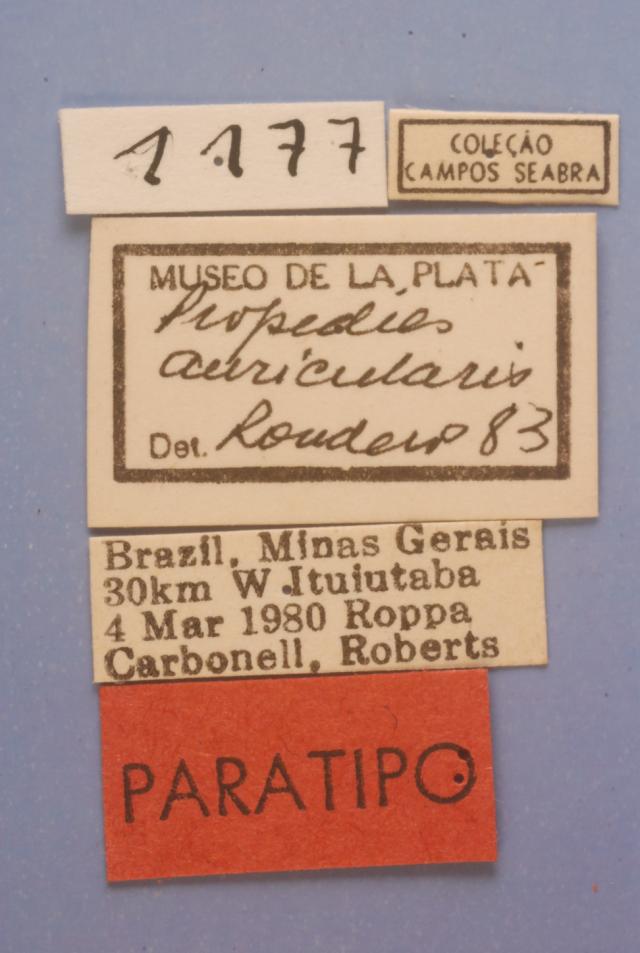 1177
COLEÇÃO
CAMPOS SEABRA
MUSEO DE LA PLATA
Propedies
auricularis
Det. Ronderos 83
Brazil, Minas Gerais
30km W Ituiutaba
4 Mar 1980 Roppa
Carbonell, Roberts
PARATIPO